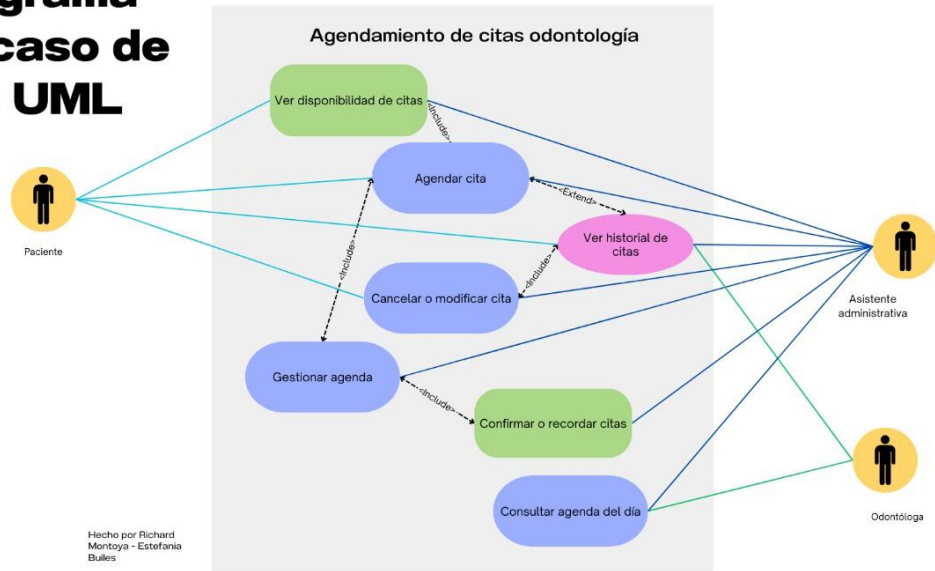 caso de
UML
Agendamiento de citas odontología
Ver disponibilidad de citas
<Include>
Agendar cita
<Extend>
Ver historial de
citas
<Include>
<Include>
Cancelar o modificar cita
Gestionar agenda
<Include>
Confirmar o recordar citas
Consultar agenda del día
Paciente
Asistente
administrativa
Odontóloga
Hecho por Richard
Montoya - Estefania
Builes